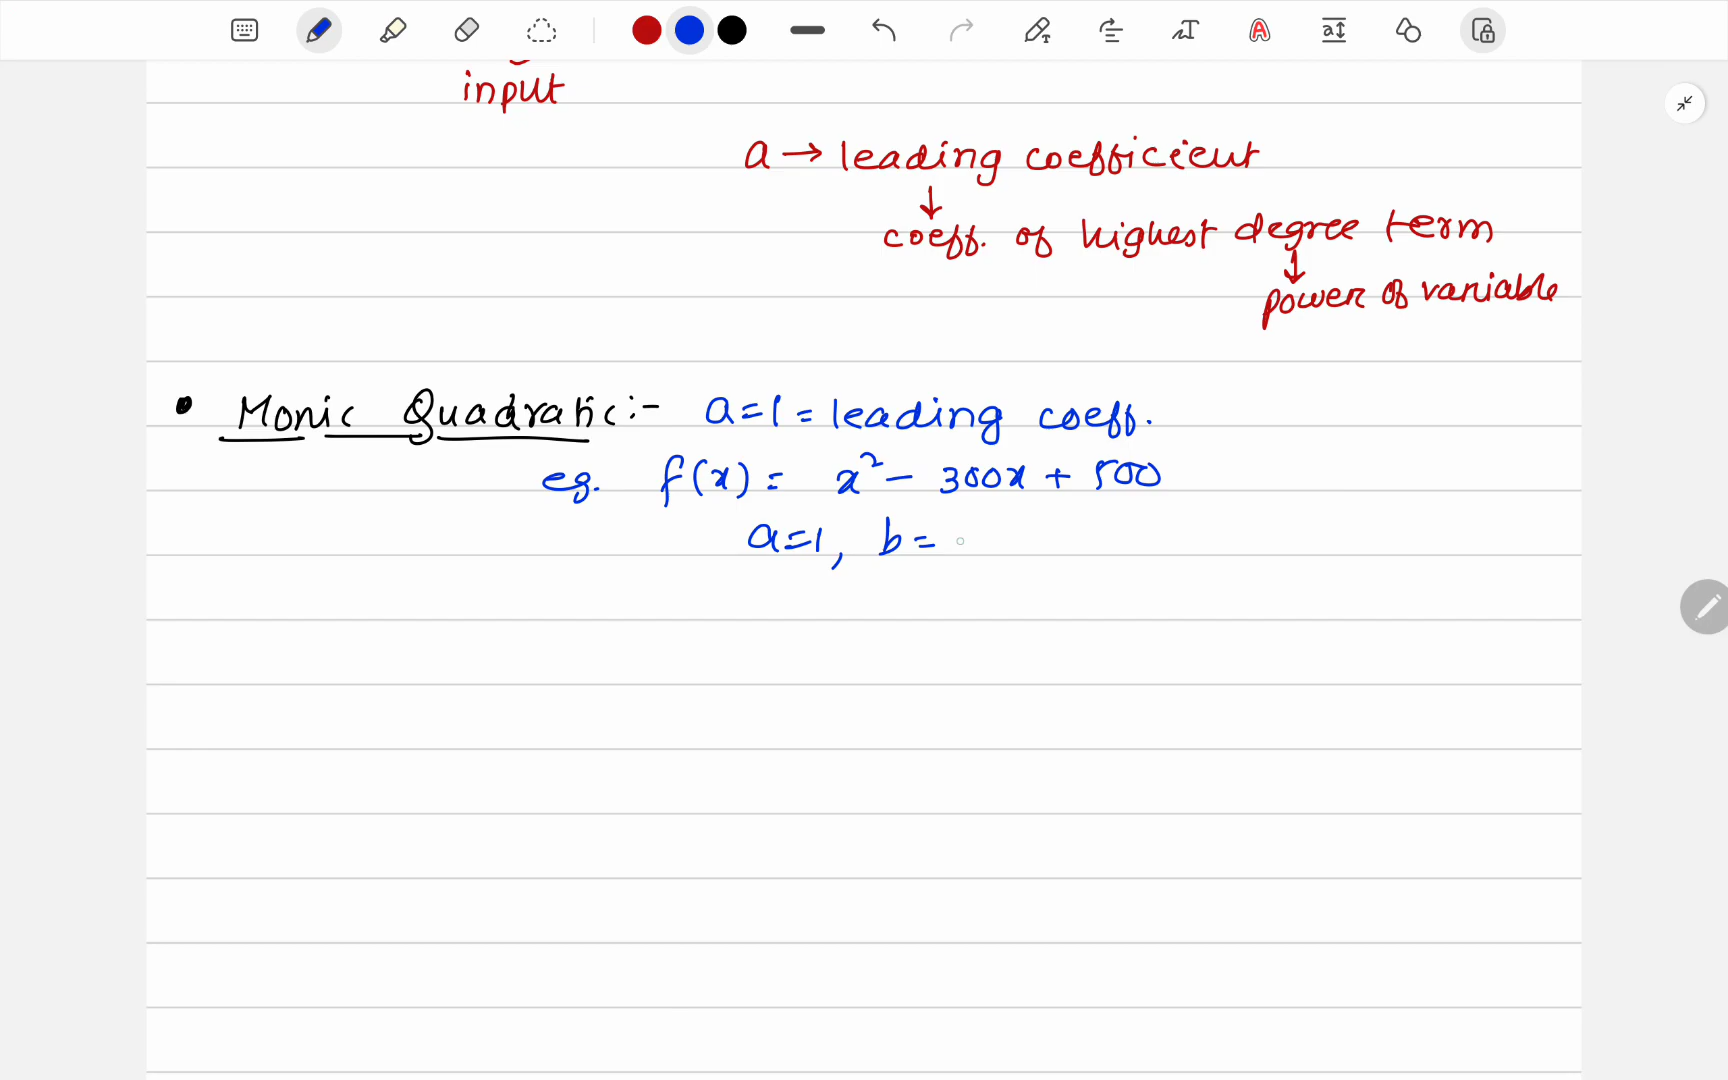 input
a → leading coefficient
↓
coeff. of highest degree term
↓
power of variable
• Monic Quadratic :- a=1 = leading coeff.
eg. f(x) = x² - 300x + 500
a=1, b=